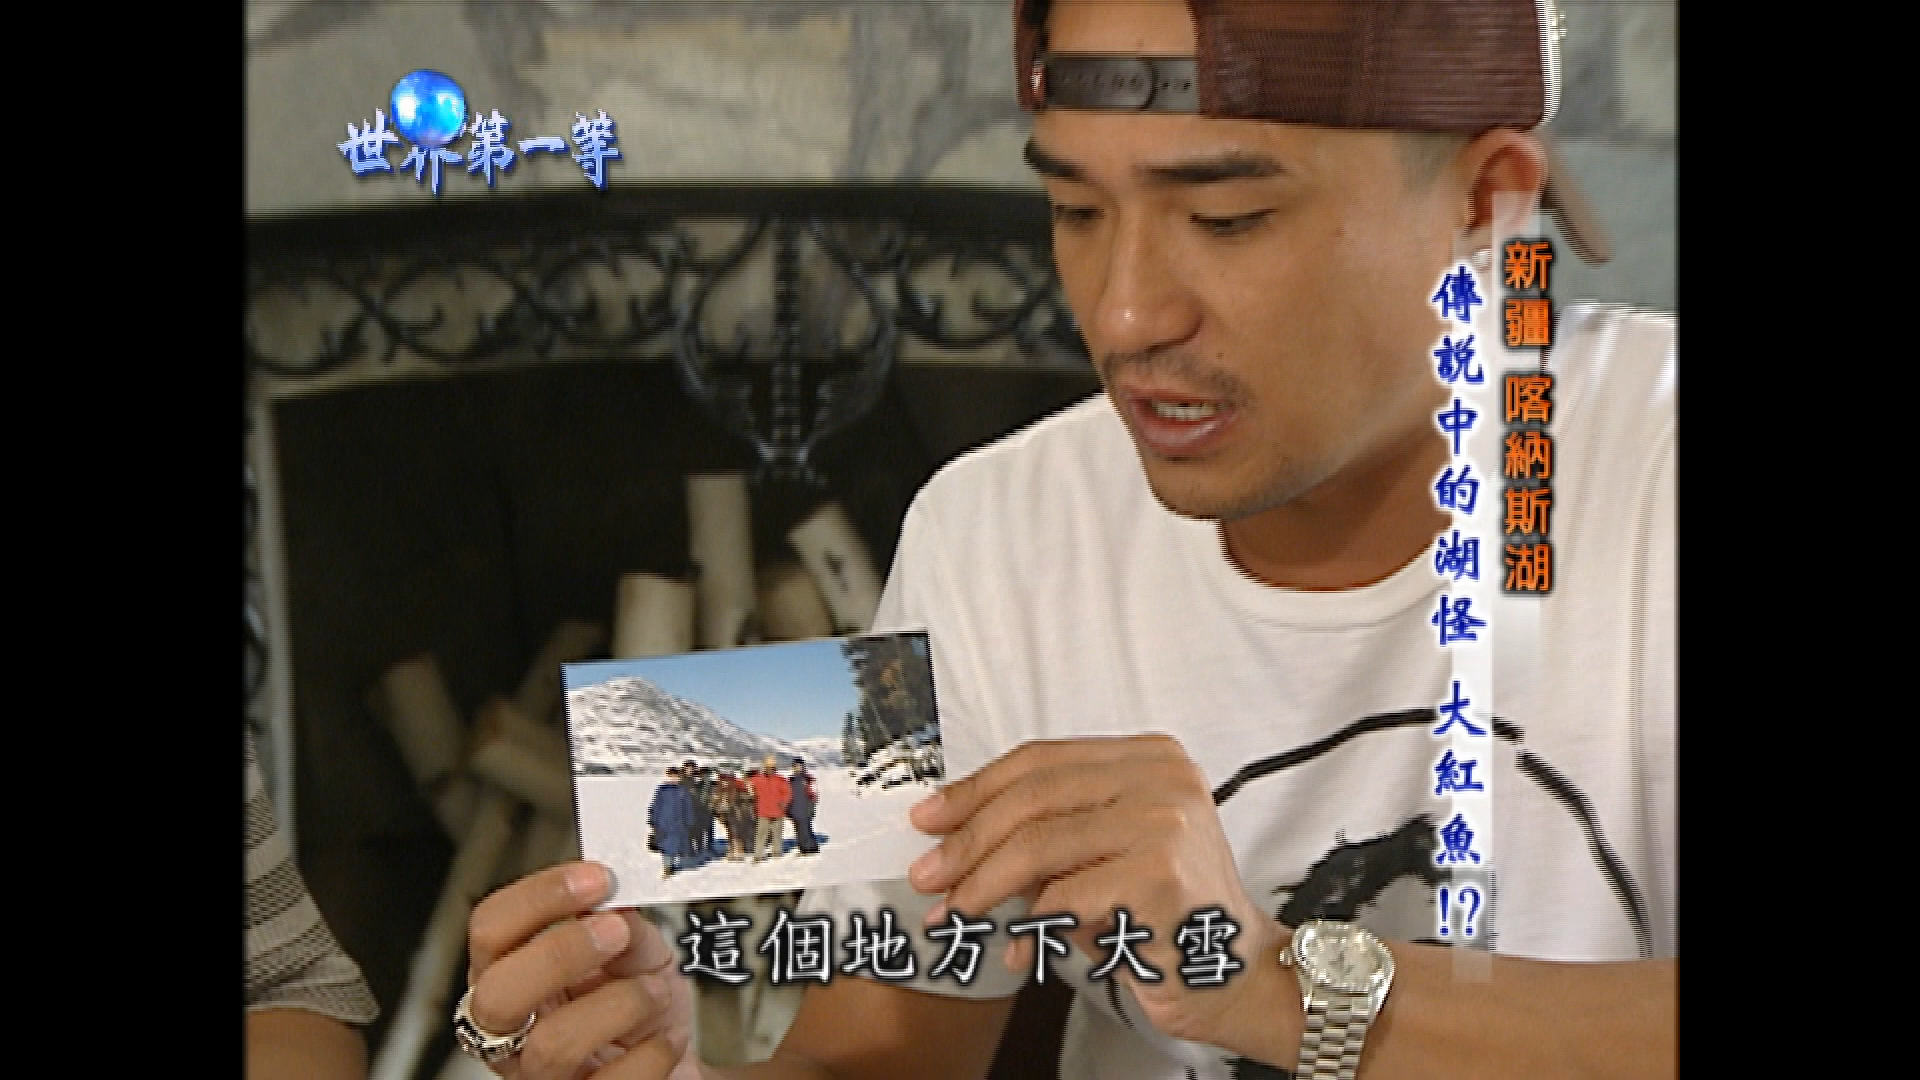 世界第一等
新疆 喀納斯湖
傳說中的湖怪 大紅魚!?
這個地方下大雪